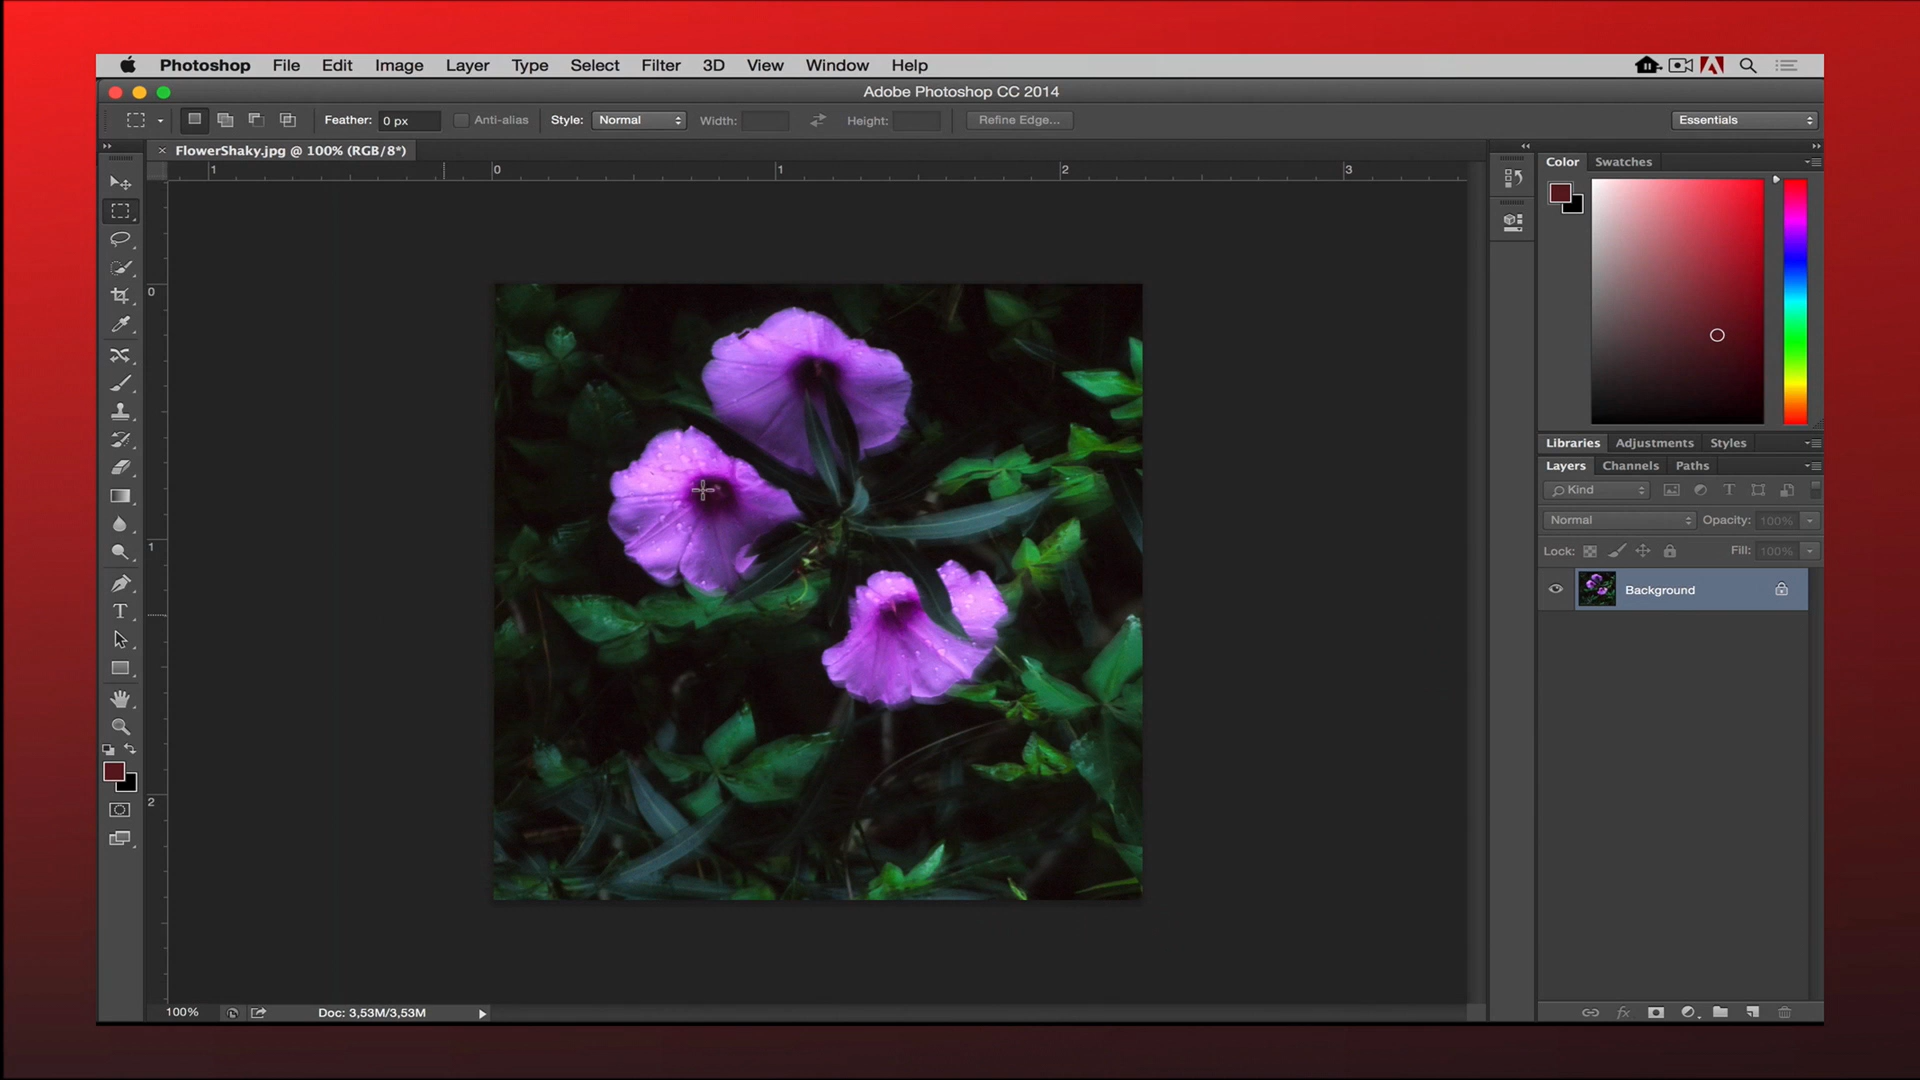 Photoshop File Edit Image Layer Type Select Filter 3D View Window Help
Adobe Photoshop CC 2014
Feather: 0 px Anti-alias Style: Normal Width: Height: Refine Edge... Essentials
FlowerShaky.jpg @ 100% (RGB/8*)
1 0 1 2 3
Color Swatches
0
Libraries Adjustments Styles
Layers Channels Paths
Kind
Normal Opacity: 100%
1
Lock: Fill: 100%
Background
2
100% Doc: 3,53M/3,53M